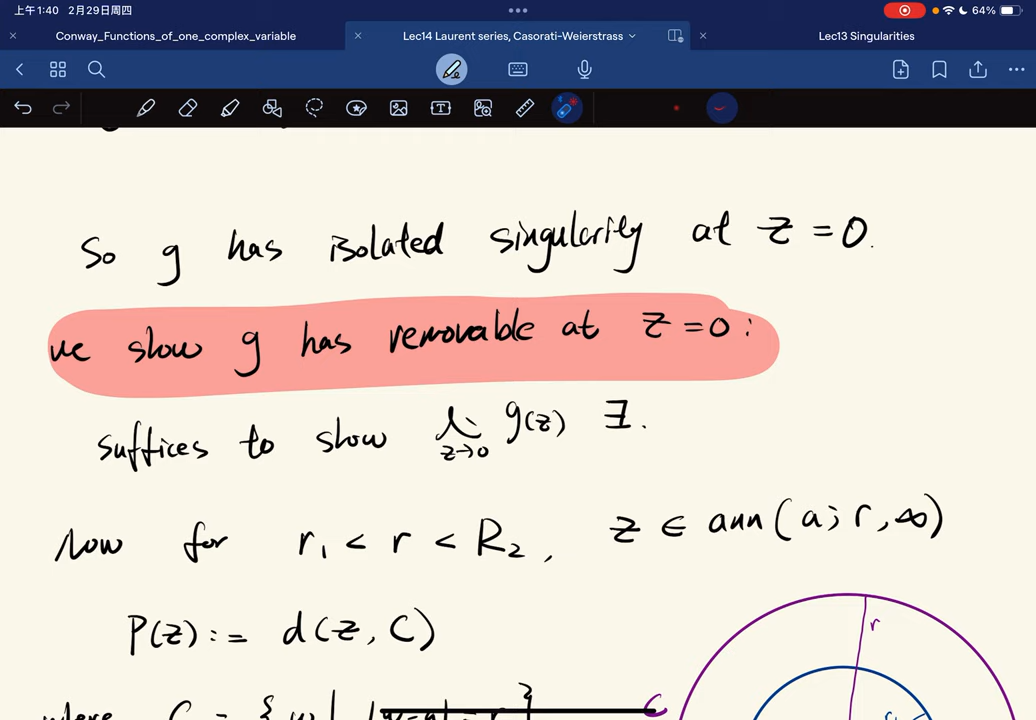 上午1:40 2月29日周四
64%
Conway_Functions_of_one_complex_variable
Lec14 Laurent series, Casorati-Weierstrass
Lec13 Singularities
So g has isolated singularity at z = 0.
we show g has removable at z = 0 :
suffices to show lim z→0 g(z) ∃.
Now for r₁ < r < R₂, z ∈ ann(a; r, ∞)
P(z) := d(z, C)
r
C
where C = { w |